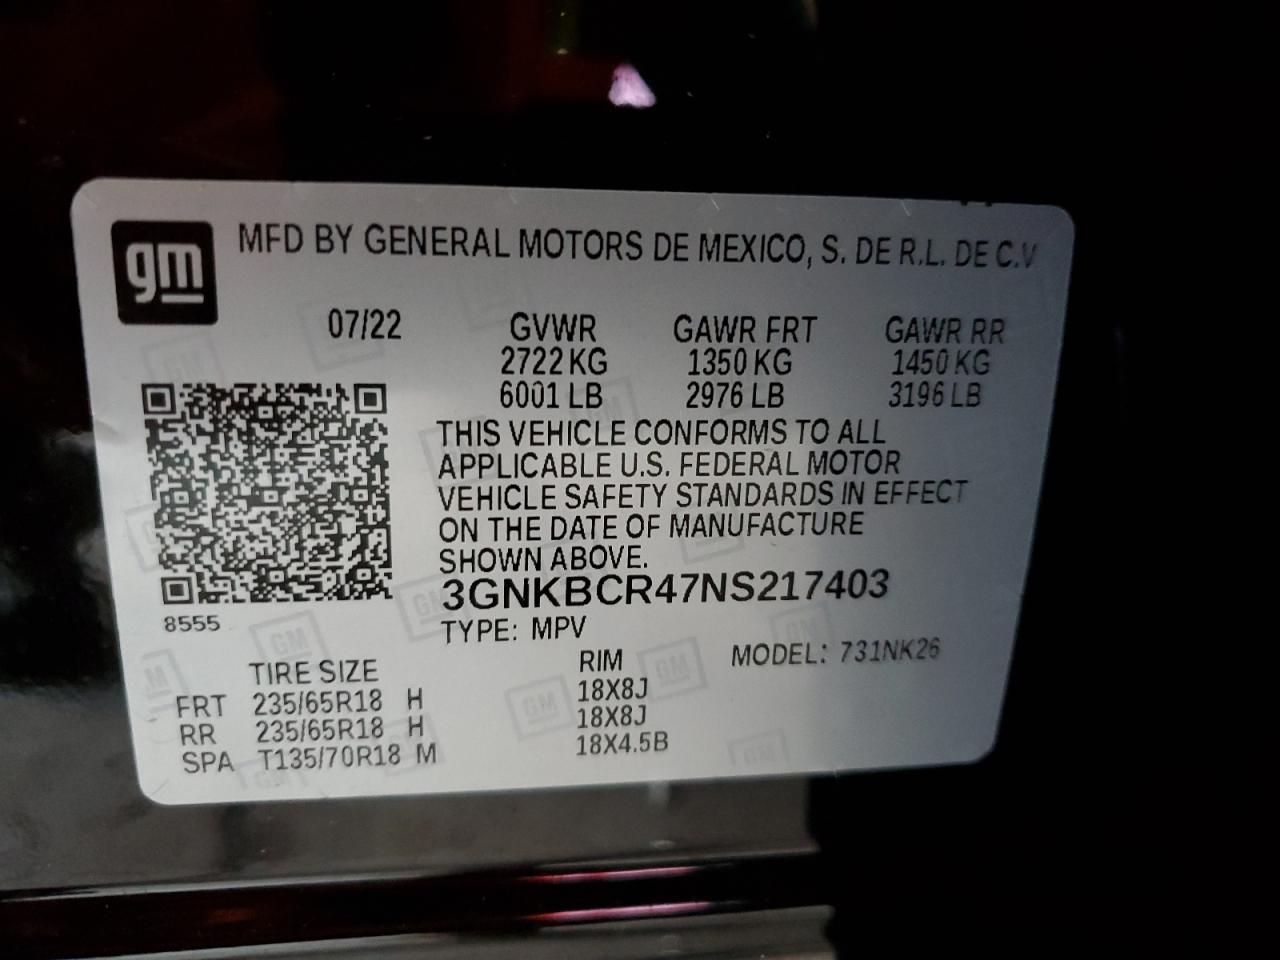 gm MFD BY GENERAL MOTORS DE MEXICO, S. DE R.L. DE C.V
07/22 GVWR GAWR FRT GAWR RR
2722 KG 1350 KG 1450 KG
6001 LB 2976 LB 3196 LB
THIS VEHICLE CONFORMS TO ALL
APPLICABLE U.S. FEDERAL MOTOR
VEHICLE SAFETY STANDARDS IN EFFECT
ON THE DATE OF MANUFACTURE
SHOWN ABOVE.
3GNKBCR47NS217403
8555
TYPE: MPV
TIRE SIZE RIM MODEL: 731NK26
FRT 235/65R18 H 18X8J
RR 235/65R18 H 18X8J
SPA T135/70R18 M 18X4.5B